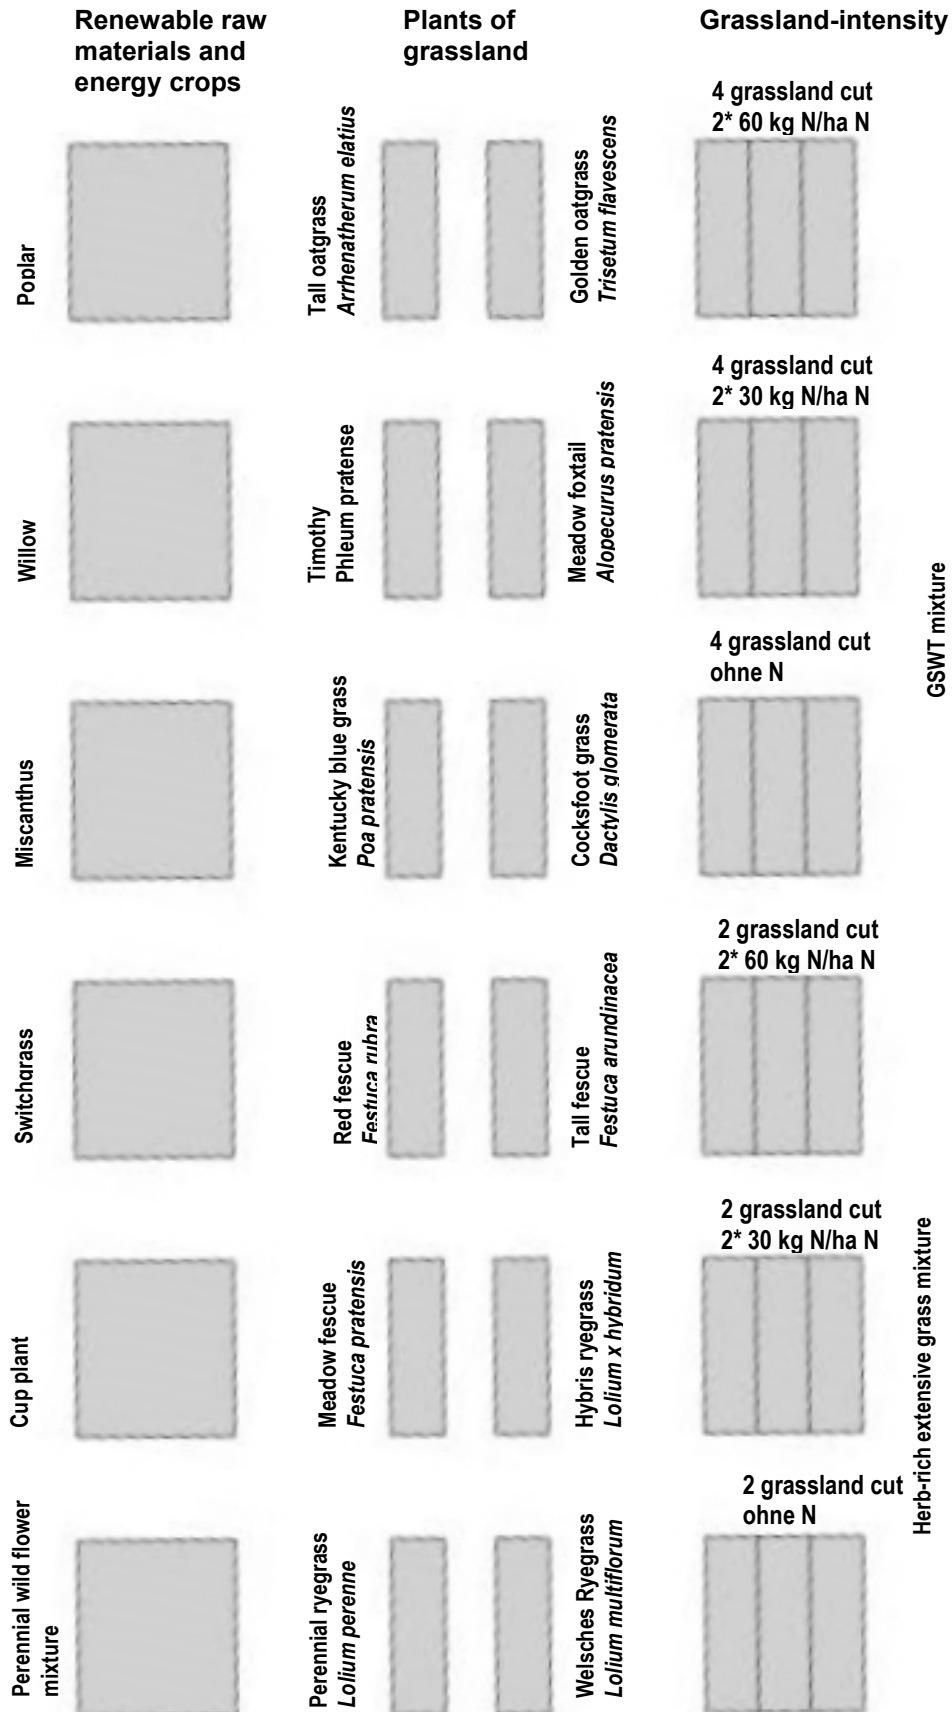 Renewable raw
materials and
energy crops
Plants of
grassland
Grassland-intensity
Poplar
Tall oatgrass
Arrhenatherum elatius
Golden oatgrass
Trisetum flavescens
4 grassland cut
2* 60 kg N/ha N
Willow
Timothy
Phleum pratense
Meadow foxtail
Alopecurus pratensis
4 grassland cut
2* 30 kg N/ha N
GSWT mixture
Miscanthus
Kentucky blue grass
Poa pratensis
Cocksfoot grass
Dactylis glomerata
4 grassland cut
ohne N
Switchgrass
Red fescue
Festuca rubra
Tall fescue
Festuca arundinacea
2 grassland cut
2* 60 kg N/ha N
Cup plant
Meadow fescue
Festuca pratensis
Hybris ryegrass
Lolium x hybridum
2 grassland cut
2* 30 kg N/ha N
Herb-rich extensive grass mixture
Perennial wild flower
mixture
Perennial ryegrass
Lolium perenne
Welsches Ryegrass
Lolium multiflorum
2 grassland cut
ohne N